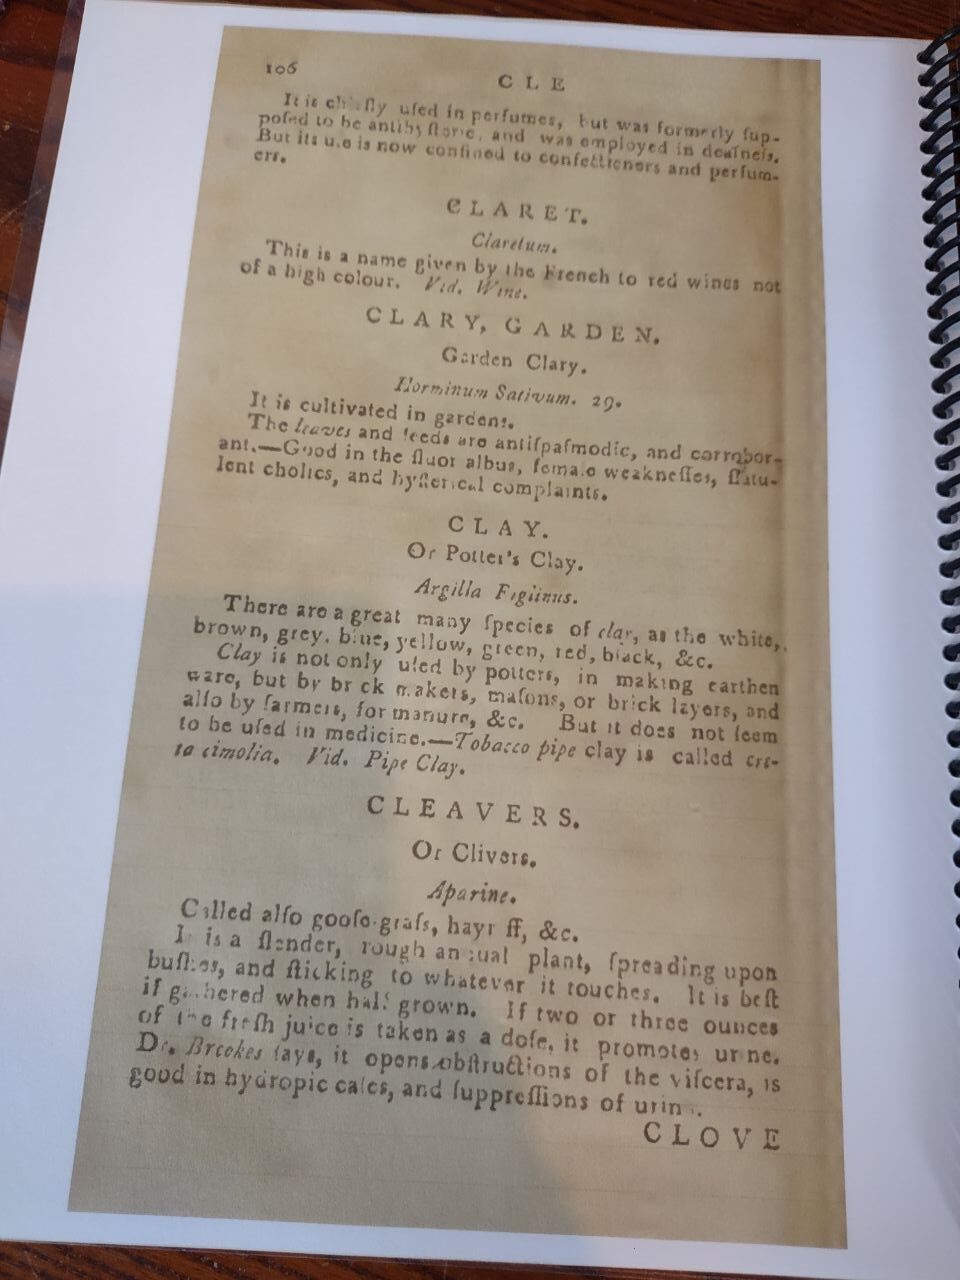 106
C L E
It is chiefly uſed in perfumes, but was formerly ſup-
poſed to be antihyſteric, and was employed in deafneſs.
But its uſe is now confined to confectioners and perfum-
ers.
CLARET.
Claretum.
This is a name given by the French to red wines not
of a high colour. Vid. Wine.
CLARY, GARDEN.
Garden Clary.
Horminum Sativum. 29.
It is cultivated in gardens.
The leaves and ſeeds are antiſpaſmodic, and corrobor-
ant.—Good in the fluor albus, female weakneſſes, flatu-
lent cholics, and hyſterical complaints.
CLAY.
Or Potter's Clay.
Argilla
There are a great many ſpecies of clay, as the white,
brown, grey, blue, yellow, green, red, black, &c.
Clay is not only uſed by potters, in making earthen
ware, but by brick makers, maſons, or brick layers, and
alſo by farmers, for manure, &c. But it does not ſeem
to be uſed in medicine.—Tobacco pipe clay is called cre-
ta cimolia. Vid. Pipe Clay.
CLEAVERS.
Or Clivers.
Aparine.
Called alſo gooſe-graſs, hayriff, &c.
It is a ſlender, rough annual plant, ſpreading upon
buſhes, and ſticking to whatever it touches. It is beſt
if gathered when half grown. If two or three ounces
of the freſh juice is taken as a doſe, it promotes urine.
Dr. Brookes ſays, it opens obſtructions of the viſcera, is
good in hydropic caſes, and ſuppreſſions of urine.
CLOVE